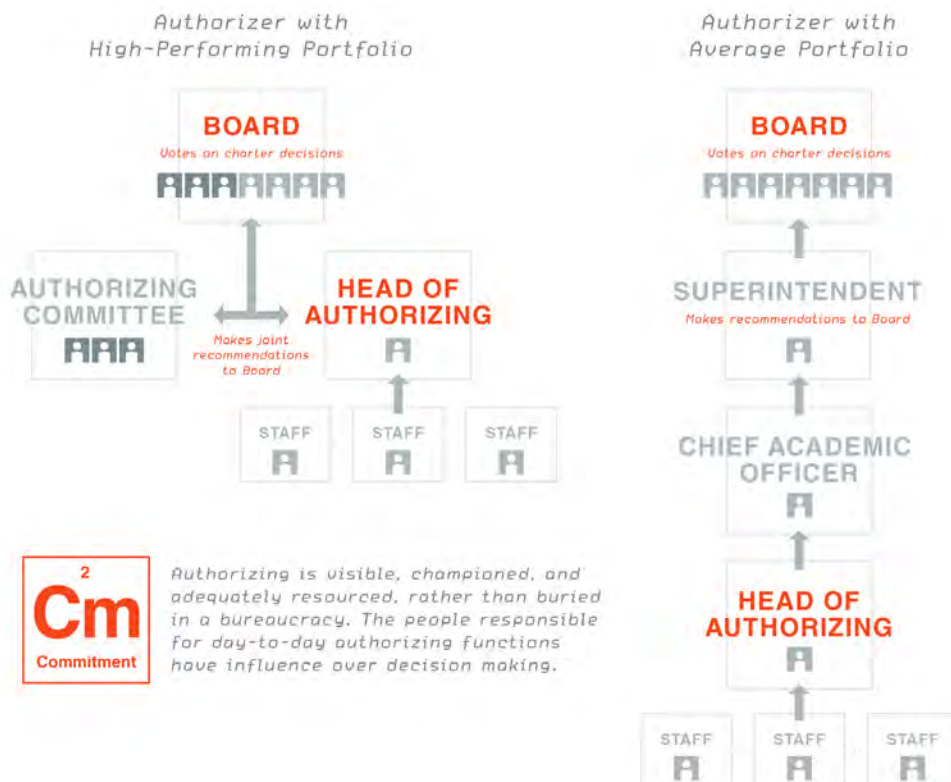 Authorizer with
High-Performing Portfolio
BOARD
Votes on charter decisions
AUTHORIZING
COMMITTEE
Makes joint
recommendations
to Board
HEAD OF
AUTHORIZING
STAFF
STAFF
STAFF
2
Cm
Commitment
Authorizing is visible, championed, and
adequately resourced, rather than buried
in a bureaucracy. The people responsible
for day-to-day authorizing functions
have influence over decision making.
Authorizer with
Average Portfolio
BOARD
Votes on charter decisions
SUPERINTENDENT
Makes recommendations to Board
CHIEF ACADEMIC
OFFICER
HEAD OF
AUTHORIZING
STAFF
STAFF
STAFF